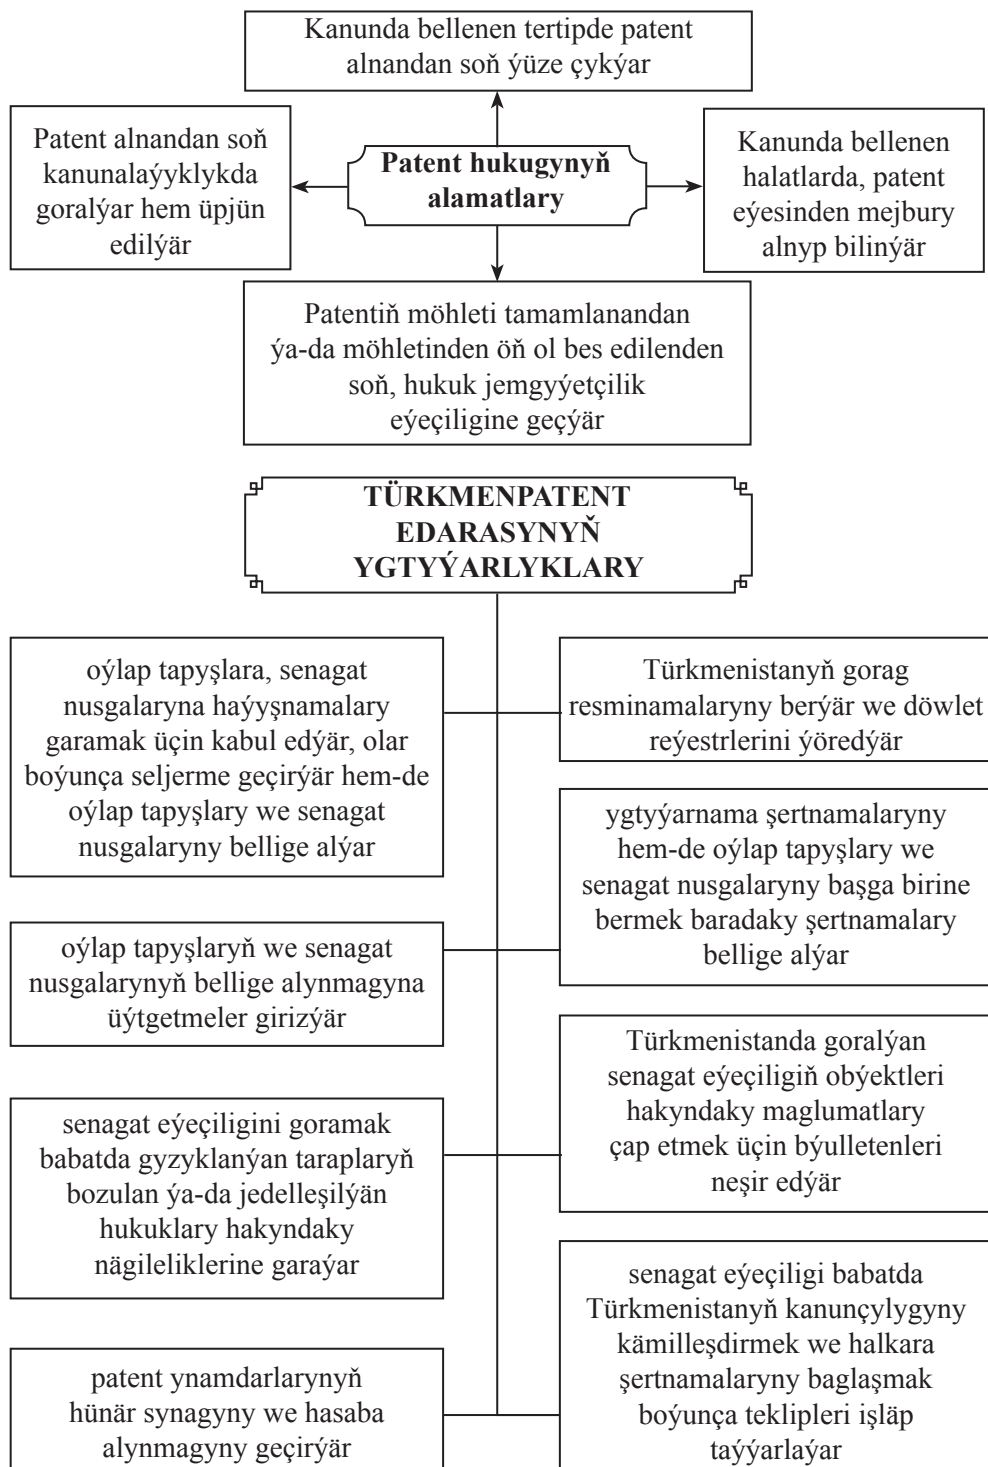 Kanunda bellenen tertipde patent
alnandan soň ýüze çykýar
Patent alnandan soň
kanunalaýyklykda
goralýar hem üpjün
edilýär
Patent hukugynyň
alamatlary
Kanunda bellenen
halatlarda, patent
eýesinden mejbury
alnyp bilinýär
Patentiň möhleti tamamlanandan
ýa-da möhletinden öň ol bes edilenden
soň, hukuk jemgyýetçilik
eýeçiligine geçýär
TÜRKMENPATENT
EDARASYNYŇ
YGTYÝARLYKLARY
oýlap tapyşlara, senagat
nusgalaryna haýyşnamalary
garamak üçin kabul edýär, olar
boýunça seljerme geçirýär hem-de
oýlap tapyşlary we senagat
nusgalaryny bellige alýar
Türkmenistanyň gorag
resminamalaryny berýär we döwlet
reýestrlerini ýöredýär
ygtyýarnama şertnamalaryny
hem-de oýlap tapyşlary we
senagat nusgalaryny başga birine
bermek baradaky şertnamalary
bellige alýar
oýlap tapyşlaryň we senagat
nusgalarynyň bellige alynmagyna
üýtgetmeler girizýär
Türkmenistanda goralýan
senagat eýeçiligiň obýektleri
hakyndaky maglumatlary
çap etmek üçin býulletenleri
neşir edýär
senagat eýeçiligini goramak
babatda gyzyklanýan taraplaryň
bozulan ýa-da jedelleşilýän
hukuklary hakyndaky
nägileliklerine garaýar
senagat eýeçiligi babatda
Türkmenistanyň kanunçylygyny
kämilleşdirmek we halkara
şertnamalaryny baglaşmak
boýunça teklipleri işläp
taýýarlaýar
patent ynamdarlarynyň
hünär synagyny we hasaba
alynmagyny geçirýär